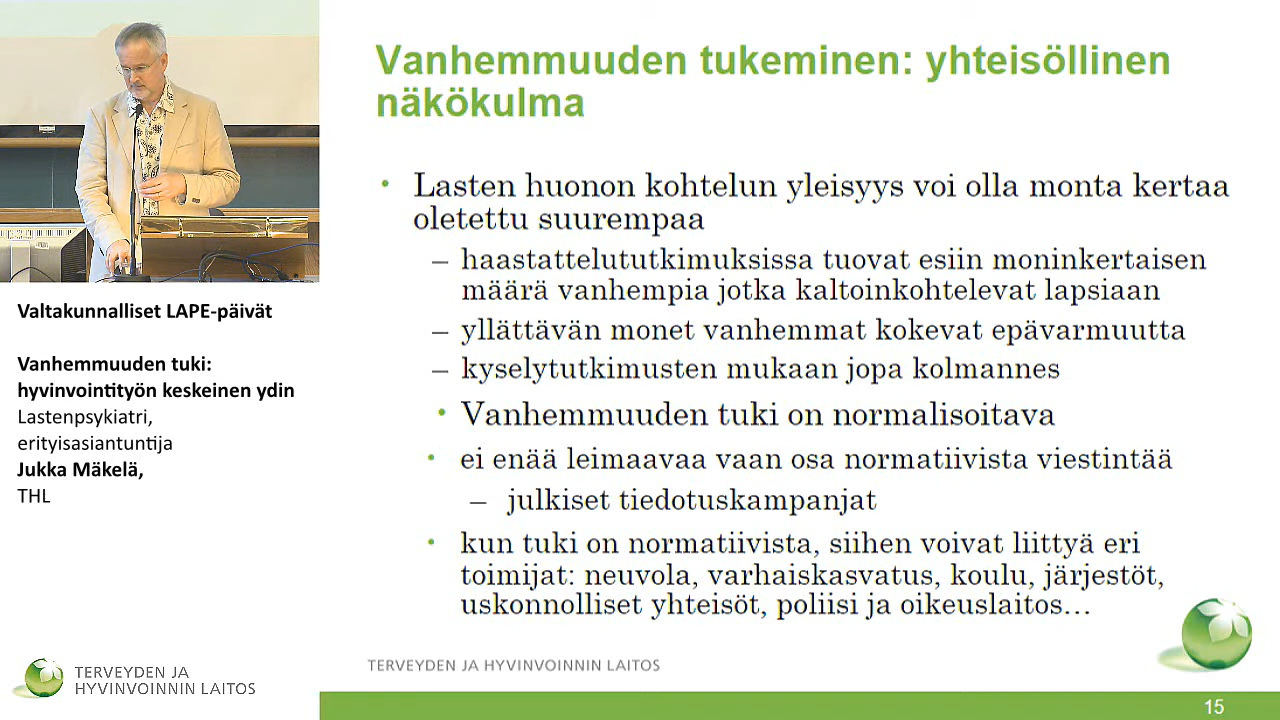 Vanhemmuuden tukeminen: yhteisöllinen
näkökulma
• Lasten huonon kohtelun yleisyys voi olla monta kertaa
oletettu suurempaa
– haastattelututkimuksissa tuovat esiin moninkertaisen
määrä vanhempia jotka kaltoinkohtelevat lapsiaan
– yllättävän monet vanhemmat kokevat epävarmuutta
– kyselytutkimusten mukaan jopa kolmannes
• Vanhemmuuden tuki on normalisoitava
• ei enää leimaavaa vaan osa normatiivista viestintää
– julkiset tiedotuskampanjat
• kun tuki on normatiivista, siihen voivat liittyä eri
toimijat: neuvola, varhaiskasvatus, koulu, järjestöt,
uskonnolliset yhteisöt, poliisi ja oikeuslaitos…
TERVEYDEN JA HYVINVOINNIN LAITOS
15
Valtakunnalliset LAPE-päivät
Vanhemmuuden tuki:
hyvinvointityön keskeinen ydin
Lastenpsykiatri,
erityisasiantuntija
Jukka Mäkelä,
THL
TERVEYDEN JA
HYVINVOINNIN LAITOS